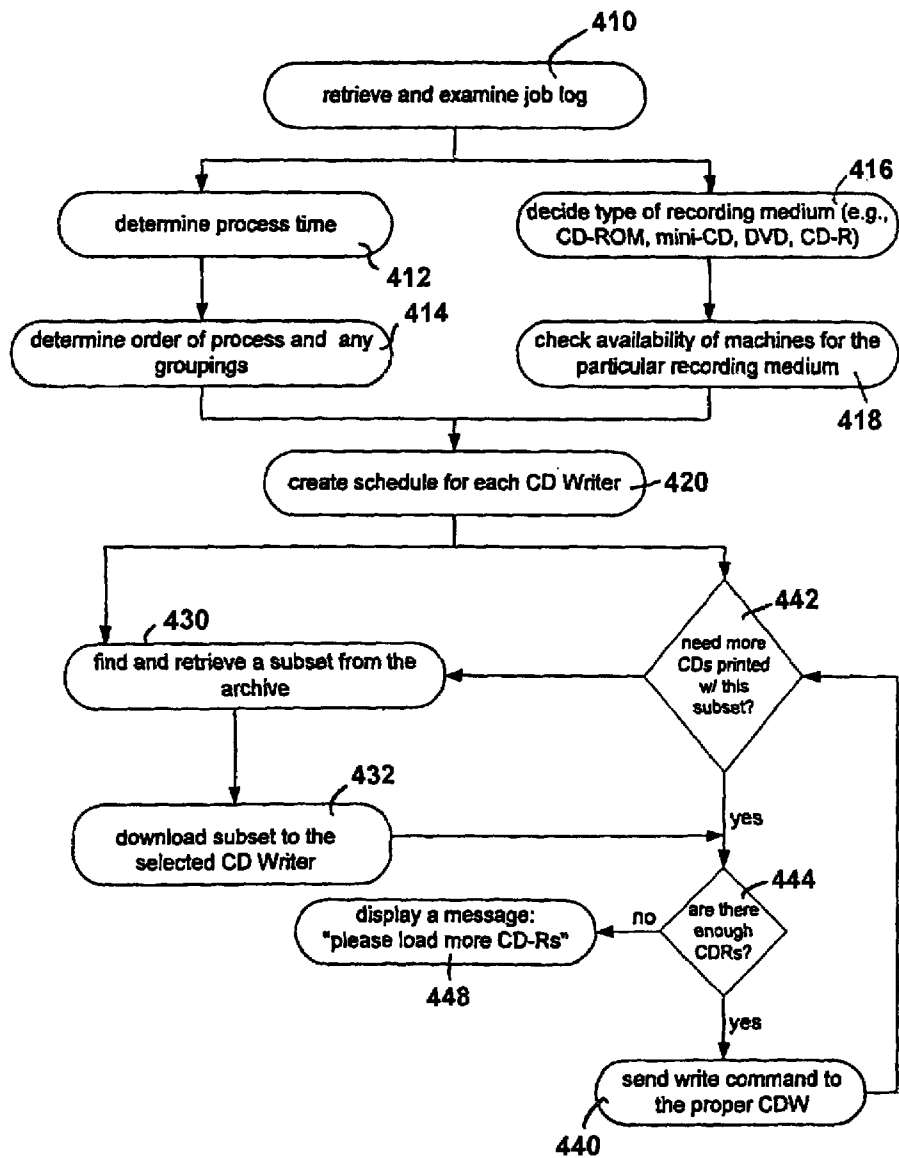 410
retrieve and examine job log
determine process time
412
416
decide type of recording medium (e.g.,
CD-ROM, mini-CD, DVD, CD-R)
414
determine order of process and any
groupings
check availability of machines for the
particular recording medium
418
create schedule for each CD Writer
420
430
find and retrieve a subset from the
archive
442
need more
CDs printed
w/ this
subset?
432
download subset to the
selected CD Writer
yes
444
are there
enough
CDRs?
no
display a message:
"please load more CD-Rs"
448
yes
send write command to
the proper CDW
440